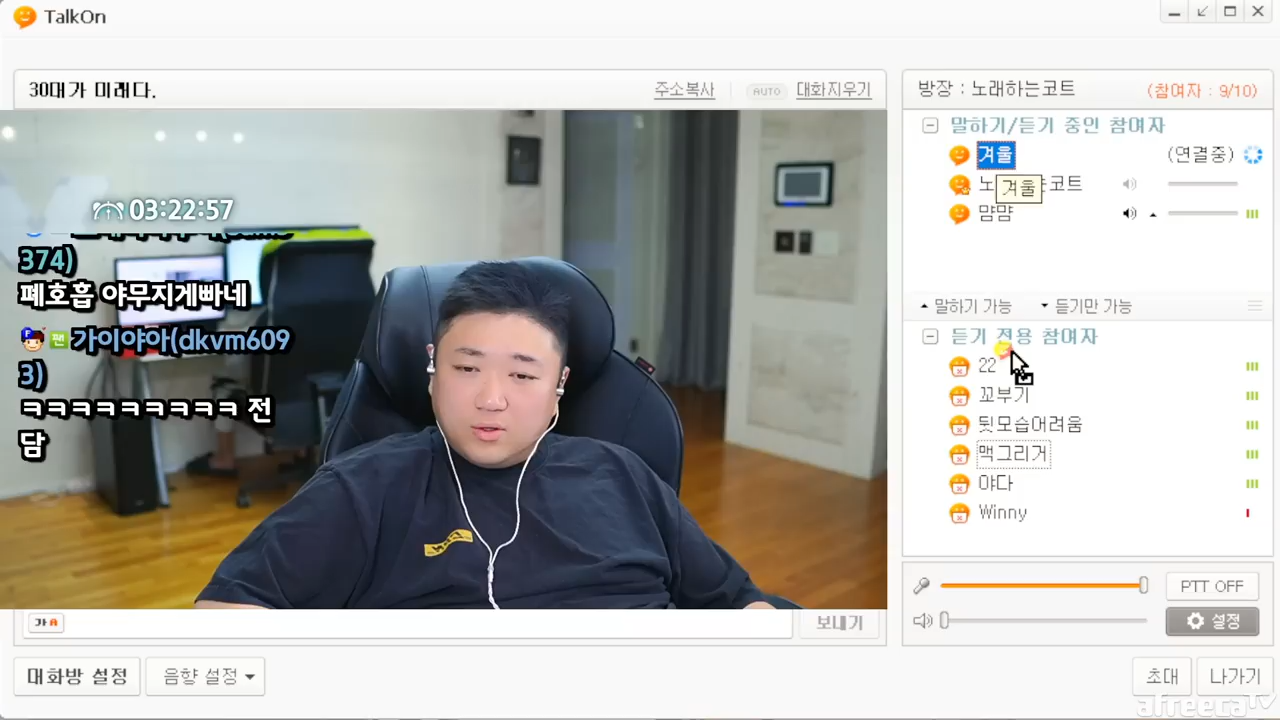 TalkOn
30대가 미래다.
주소복사
AUTO
대화지우기
방장 : 노래하는코트
(참여자 : 9/10)
말하기/듣기 중인 참여자
겨울
(연결중)
겨울
코트
먐먐
03:22:57
374)
폐호흡 야무지게빠네
팬 가이야아(dkvm609
3)
ㅋㅋㅋㅋㅋㅋㅋㅋㅋ 전
담
말하기 가능
듣기만 가능
듣기 전용 참여자
22
꼬부기
뒷모습어려움
맥그리거
야다
Winny
PTT OFF
설정
가A
보내기
대화방 설정
음향 설정
초대
나가기
afreecaTV